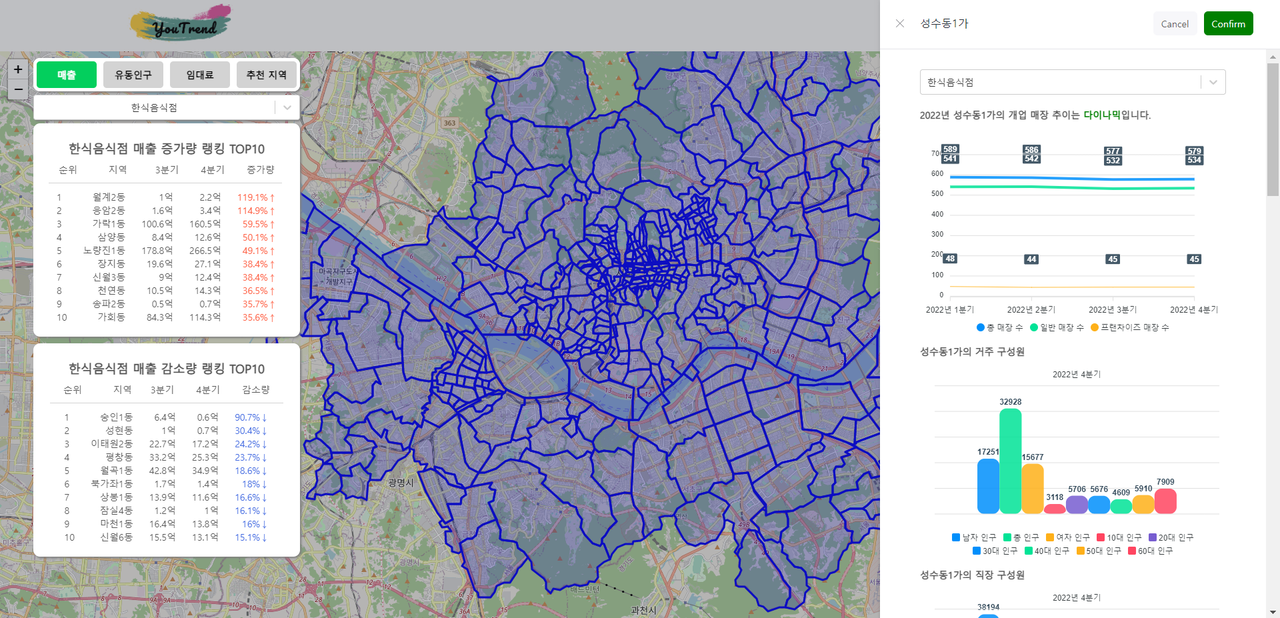 YouTrend
성수동1가
Cancel
Confirm
+
−
매출
유동인구
임대료
추천 지역
한식음식점
한식음식점 매출 증가량 랭킹 TOP10
순위 지역 3분기 4분기 증가량
1 월계2동 1억 2.2억 119.1% ↑
2 응암2동 1.6억 3.4억 114.9% ↑
3 가락1동 100.6억 160.5억 59.5% ↑
4 삼양동 8.4억 12.6억 50.1% ↑
5 노량진1동 178.8억 266.5억 49.1% ↑
6 장지동 19.6억 27.1억 38.4% ↑
7 신월3동 9억 12.4억 38.4% ↑
8 천연동 10.5억 14.3억 36.5% ↑
9 송파2동 0.5억 0.7억 35.7% ↑
10 가회동 84.3억 114.3억 35.6% ↑
한식음식점 매출 감소량 랭킹 TOP10
순위 지역 3분기 4분기 감소량
1 숭인1동 6.4억 0.6억 90.7% ↓
2 성현동 1억 0.7억 30.4% ↓
3 이태원2동 22.7억 17.2억 24.2% ↓
4 평창동 33.2억 25.3억 23.7% ↓
5 월곡1동 42.8억 34.9억 18.6% ↓
6 북가좌1동 1.7억 1.4억 18% ↓
7 상봉1동 13.9억 11.6억 16.6% ↓
8 잠실4동 1.2억 1억 16.1% ↓
9 마천1동 16.4억 13.8억 16% ↓
10 신월6동 15.5억 13.1억 15.1% ↓
363
광명시
과천시
한식음식점
2022년 성수동1가의 개업 매장 추이는 다이나믹입니다.
589 586 577 579
541 542 532 534
600
500
400
300
200
48 44 45 45
100
0
2022년 1분기 2022년 2분기 2022년 3분기 2022년 4분기
총 매장 수 일반 매장 수 프랜차이즈 매장 수
성수동1가의 거주 구성원
2022년 4분기
17251 32928 15677 3118 5706 5676 4609 5910 7909
남자 인구 총 인구 여자 인구 10대 인구 20대 인구
30대 인구 40대 인구 50대 인구 60대 인구
성수동1가의 직장 구성원
2022년 4분기
38194